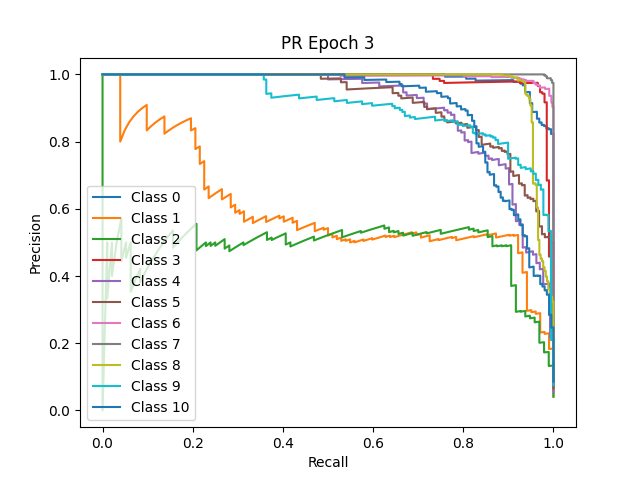 PR Epoch 3
Precision
1.0
0.8
0.6
0.4
0.2
0.0
Class 0
Class 1
Class 2
Class 3
Class 4
Class 5
Class 6
Class 7
Class 8
Class 9
Class 10
0.0 0.2 0.4 0.6 0.8 1.0
Recall